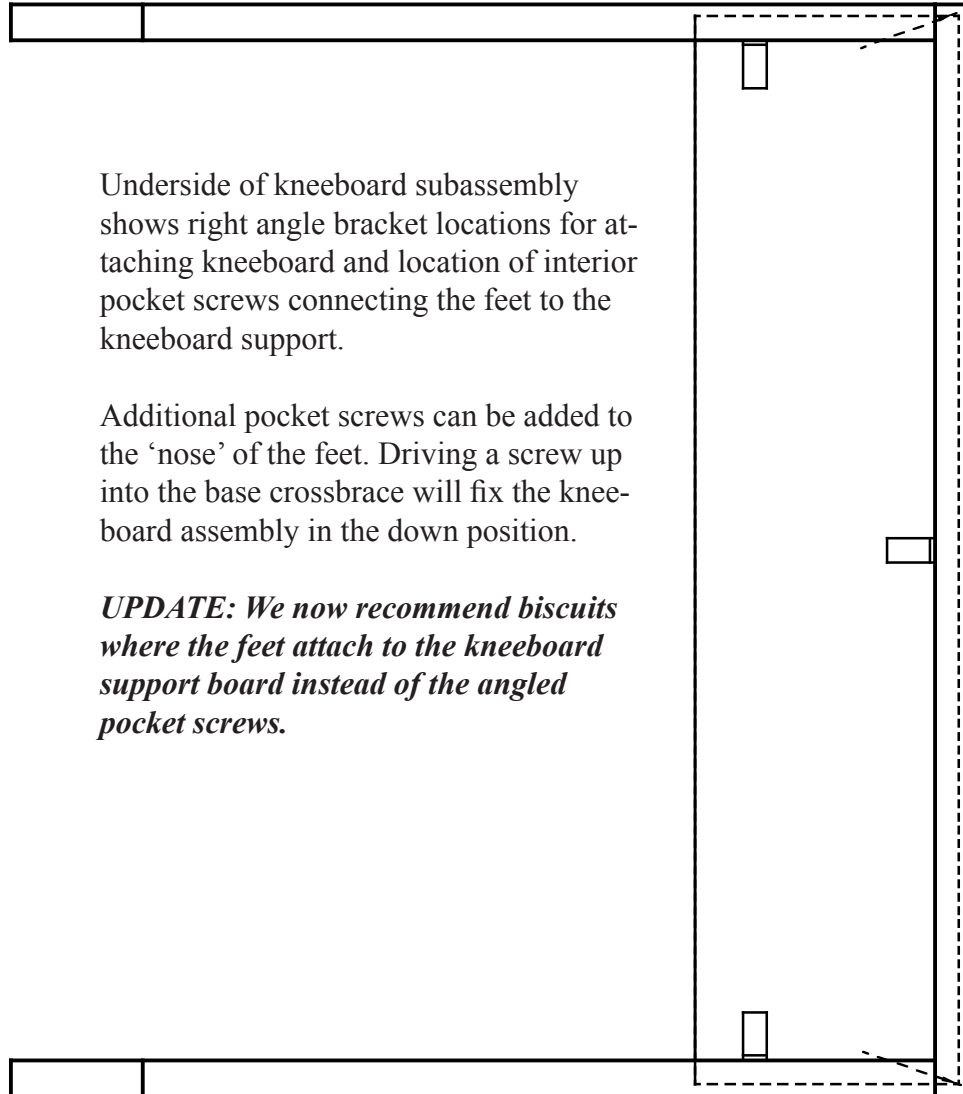 Underside of kneeboard subassembly
shows right angle bracket locations for at-
taching kneeboard and location of interior
pocket screws connecting the feet to the
kneeboard support.
Additional pocket screws can be added to
the ‘nose’ of the feet. Driving a screw up
into the base crossbrace will fix the knee-
board assembly in the down position.
UPDATE: We now recommend biscuits
where the feet attach to the kneeboard
support board instead of the angled
pocket screws.